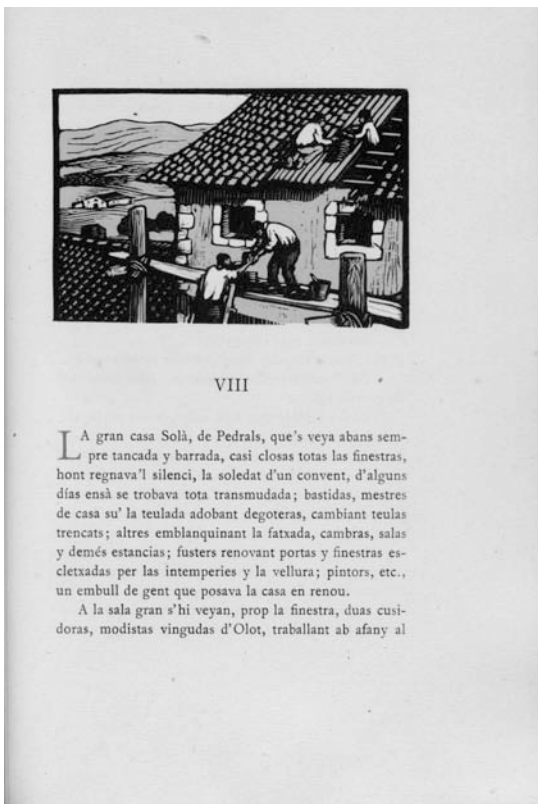 VIII
LA gran casa Solà, de Pedrals, que's veya abans sem-
pre tancada y barrada, casi closas totas las finestras,
hont regnava'l silenci, la soledat d'un convent, d'alguns
días ensà se trobava tota transmudada; bastidas, mestres
de casa su' la teulada adobant degoteras, cambiant teulas
trencats; altres emblanquinant la fatxada, cambras, salas
y demés estancias; fusters renovant portas y finestras es-
cletxadas per las intemperies y la vellura; pintors, etc.,
un embull de gent que posava la casa en renou.
A la sala gran s'hi veyan, prop la finestra, duas cusi-
doras, modistas vingudas d'Olot, traballant ab afany al